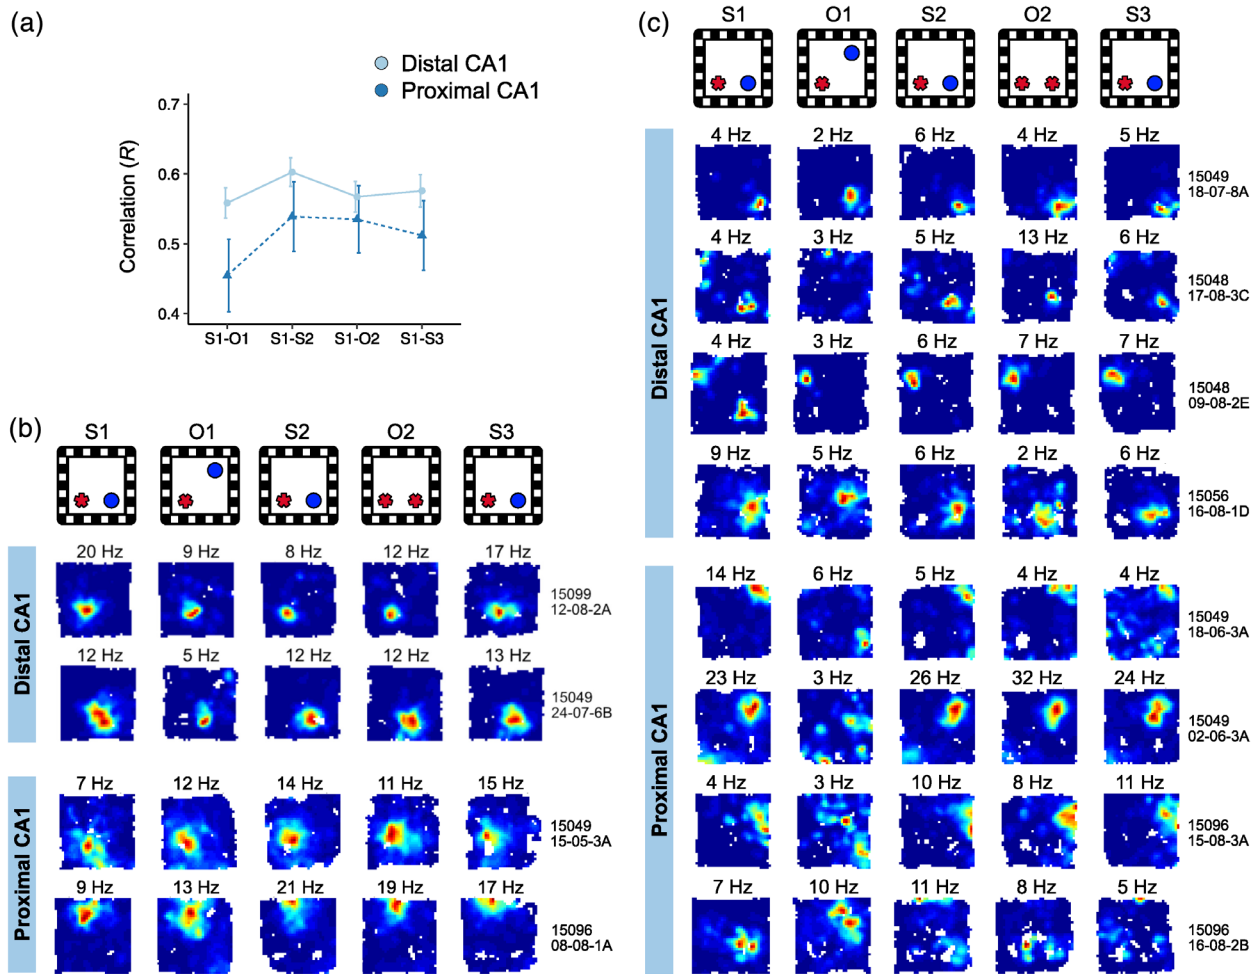 (a)
Distal CA1
Proximal CA1
Correlation (R)
0.7
0.6
0.5
0.4
S1-O1 S1-S2 S1-O2 S1-S3
(b)
S1 O1 S2 O2 S3
Distal CA1
20 Hz 9 Hz 8 Hz 12 Hz 17 Hz
15099
12-08-2A
12 Hz 5 Hz 12 Hz 12 Hz 13 Hz
15049
24-07-6B
Proximal CA1
7 Hz 12 Hz 14 Hz 11 Hz 15 Hz
15049
15-05-3A
9 Hz 13 Hz 21 Hz 19 Hz 17 Hz
15096
08-08-1A
(c)
S1 O1 S2 O2 S3
Distal CA1
4 Hz 2 Hz 6 Hz 4 Hz 5 Hz
15049
18-07-8A
4 Hz 3 Hz 5 Hz 13 Hz 6 Hz
15048
17-08-3C
4 Hz 3 Hz 6 Hz 7 Hz 7 Hz
15048
09-08-2E
9 Hz 5 Hz 6 Hz 2 Hz 6 Hz
15056
16-08-1D
Proximal CA1
14 Hz 6 Hz 5 Hz 4 Hz 4 Hz
15049
18-06-3A
23 Hz 3 Hz 26 Hz 32 Hz 24 Hz
15049
02-06-3A
4 Hz 3 Hz 10 Hz 8 Hz 11 Hz
15096
15-08-3A
7 Hz 10 Hz 11 Hz 8 Hz 5 Hz
15096
16-08-2B